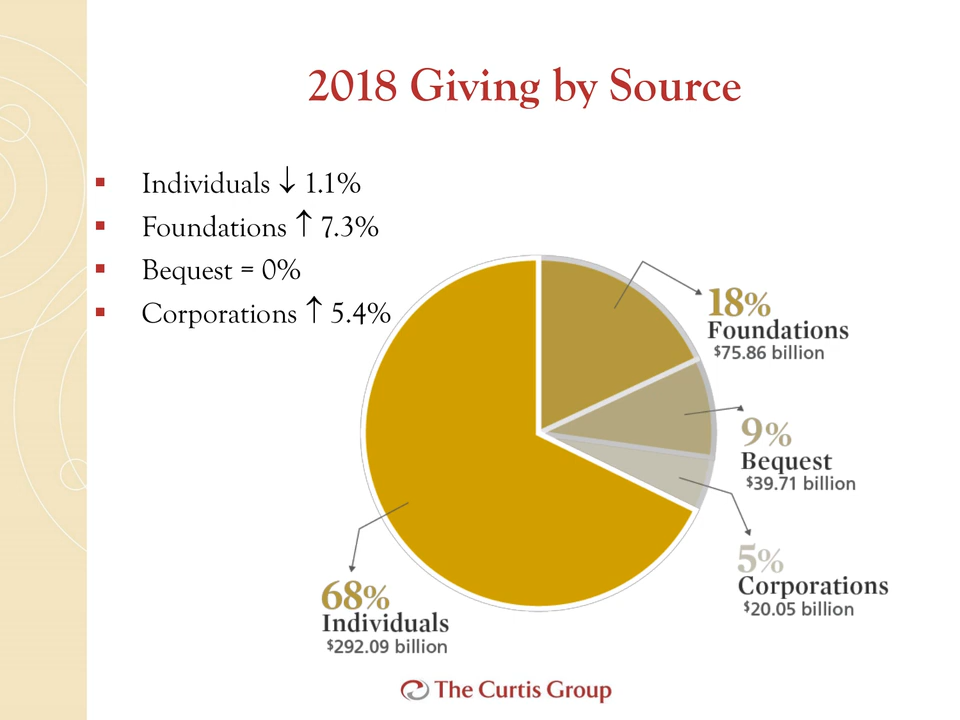 2018 Giving by Source
▪ Individuals ↓ 1.1%
▪ Foundations ↑ 7.3%
▪ Bequest = 0%
▪ Corporations ↑ 5.4%
18%
Foundations
$75.86 billion
9%
Bequest
$39.71 billion
5%
Corporations
$20.05 billion
68%
Individuals
$292.09 billion
The Curtis Group